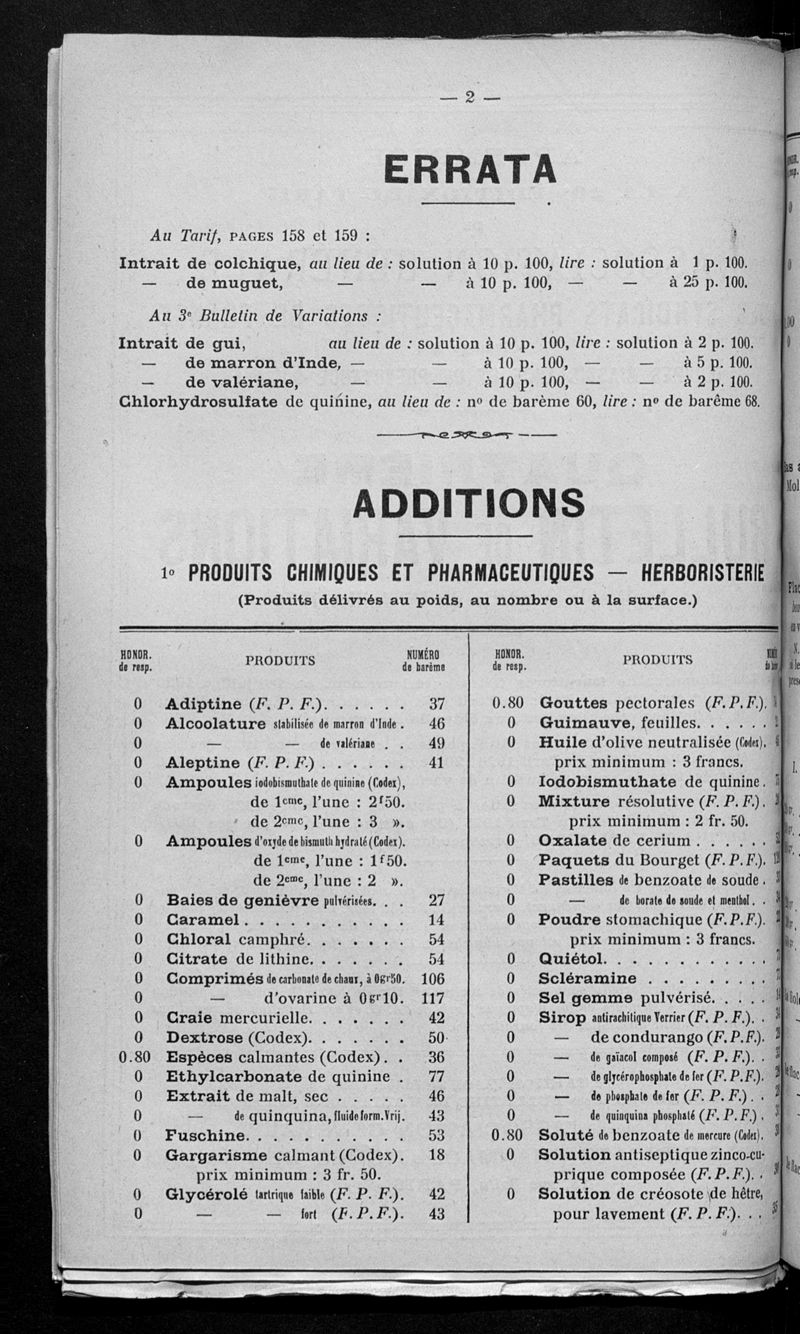 — 2 —
ERRATA
Au Tarif, PAGES 158 et 159 :
Intrait de colchique, au lieu de : solution à 10 p. 100, lire : solution à 1 p. 100.
— de muguet, — — à 10 p. 100, — — à 25 p. 100.
Au 3e Bulletin de Variations :
Intrait de gui, au lieu de : solution à 10 p. 100, lire : solution à 2 p. 100.
— de marron d'Inde, — — à 10 p. 100, — — à 5 p. 100.
— de valériane, — — à 10 p. 100, — — à 2 p. 100.
Chlorhydrosulfate de quinine, au lieu de : no de barème 60, lire : no de barême 68.
ADDITIONS
1o PRODUITS CHIMIQUES ET PHARMACEUTIQUES — HERBORISTERIE
(Produits délivrés au poids, au nombre ou à la surface.)
HONOR. de resp. PRODUITS NUMÉRO de barème
0 Adiptine (F. P. F.). . . . . . 37
0 Alcoolature stabilisée de marron d'Inde . 46
0 — — de valériane . . 49
0 Aleptine (F. P. F.) . . . . . . 41
0 Ampoules iodobismuthate de quinine (Codex),
de 1cmc, l'une : 2f50.
de 2cmc, l'une : 3 ».
0 Ampoules d'oxyde de bismuth hydraté (Codex).
de 1cmc, l'une : 1f50.
de 2cmc, l'une : 2 ».
0 Baies de genièvre pulvérisées. . . 27
0 Caramel . . . . . . . . . . . 14
0 Chloral camphré. . . . . . . 54
0 Citrate de lithine. . . . . . . 54
0 Comprimés de carbonate de chaux, à 0gr50. 106
0 — d'ovarine à 0gr10. 117
0 Craie mercurielle. . . . . . . 42
0 Dextrose (Codex). . . . . . . 50
0.80 Espèces calmantes (Codex) . . 36
0 Ethylcarbonate de quinine . 77
0 Extrait de malt, sec . . . . . 46
0 — de quinquina, fluide form. Vrij. 43
0 Fuschine. . . . . . . . . . . 53
0 Gargarisme calmant (Codex). 18
prix minimum : 3 fr. 50.
0 Glycérolé tartrique faible (F. P. F.). 42
0 — — fort (F. P. F.). 43
HONOR. de resp. PRODUITS
0.80 Gouttes pectorales (F. P. F.).
0 Guimauve, feuilles. . . . . .
0 Huile d'olive neutralisée (Codex).
prix minimum : 3 francs.
0 Iodobismuthate de quinine.
0 Mixture résolutive (F. P. F.).
prix minimum : 2 fr. 50.
0 Oxalate de cerium . . . . . .
0 Paquets du Bourget (F. P. F.).
0 Pastilles de benzoate de soude .
0 — de borate de soude et menthol . .
0 Poudre stomachique (F. P. F.).
prix minimum : 3 francs.
0 Quiétol. . . . . . . . . . . .
0 Scléramine . . . . . . . . .
0 Sel gemme pulvérisé. . . . .
0 Sirop antirachitique Verrier (F. P. F.). .
0 — de condurango (F. P. F.).
0 — de gaïacol composé (F. P. F.). .
0 — de glycérophosphate de fer (F. P. F.).
0 — de phosphate de fer (F. P. F.) . .
0 — de quinquina phosphaté (F. P. F.) .
0.80 Soluté de benzoate de mercure (Codex).
0 Solution antiseptique zinco-cu-
prique composée (F. P. F.). .
0 Solution de créosote de hêtre,
pour lavement (F. P. F.). . .